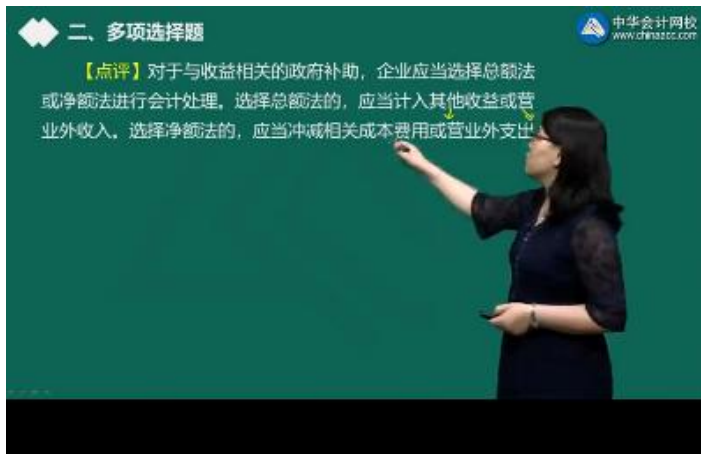 二、多项选择题
中华会计网校
www.chinaacc.com
【点评】对于与收益相关的政府补助，企业应当选择总额法
或净额法进行会计处理。选择总额法的，应当计入其他收益或营
业外收入。选择净额法的，应当冲减相关成本费用或营业外支出